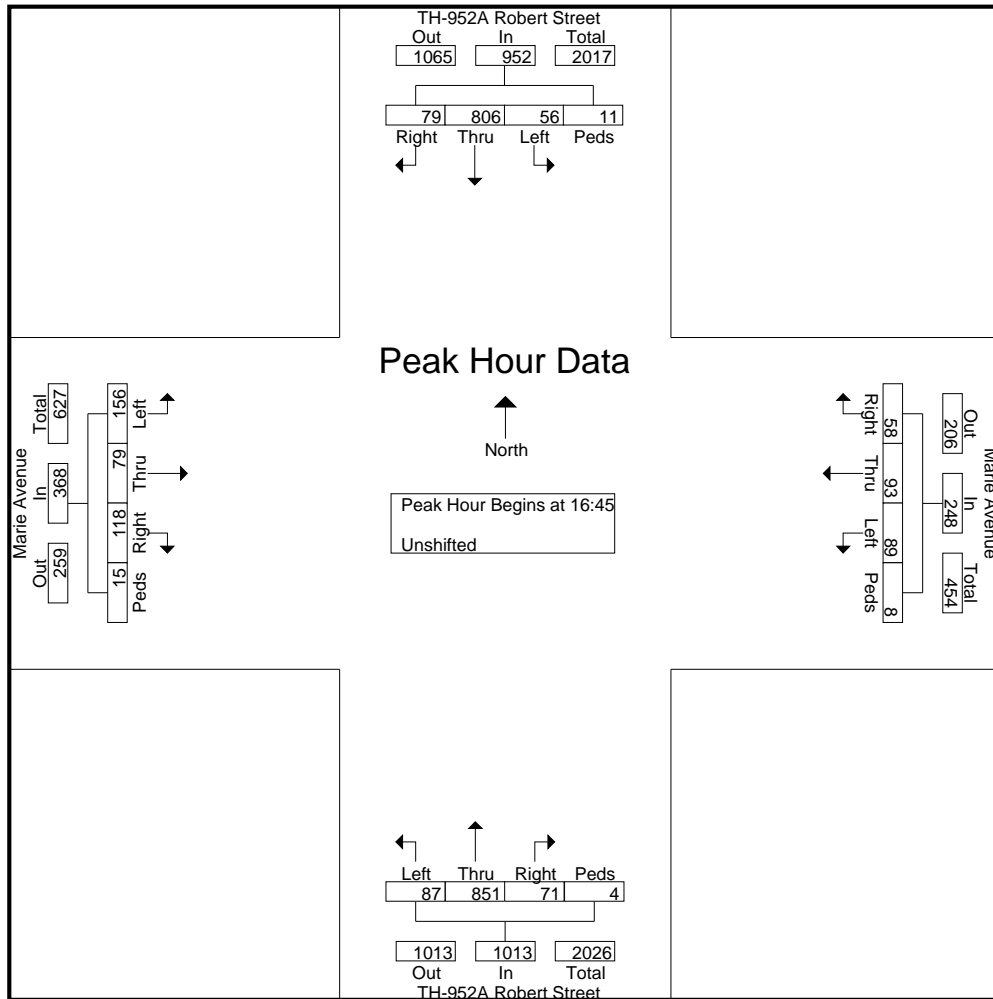 TH-952A Robert Street
Out In Total
1065 952 2017
79 806 56 11
Right Thru Left Peds
Peak Hour Data
North
Peak Hour Begins at 16:45
Unshifted
Marie Avenue
Out In Total
259 368 627
Peds Right Thru Left
15 118 79 156
Marie Avenue
Out In Total
206 248 454
58 93 89 8
Right Thru Left Peds
Left Thru Right Peds
87 851 71 4
1013 1013 2026
Out In Total
TH-952A Robert Street